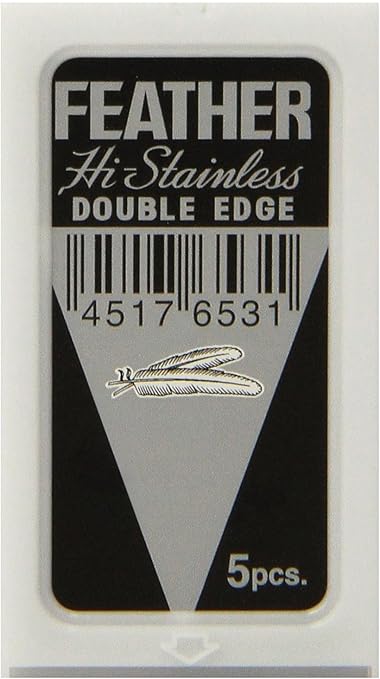 FEATHER
Hi-Stainless
DOUBLE EDGE
4517 6531
5pcs.